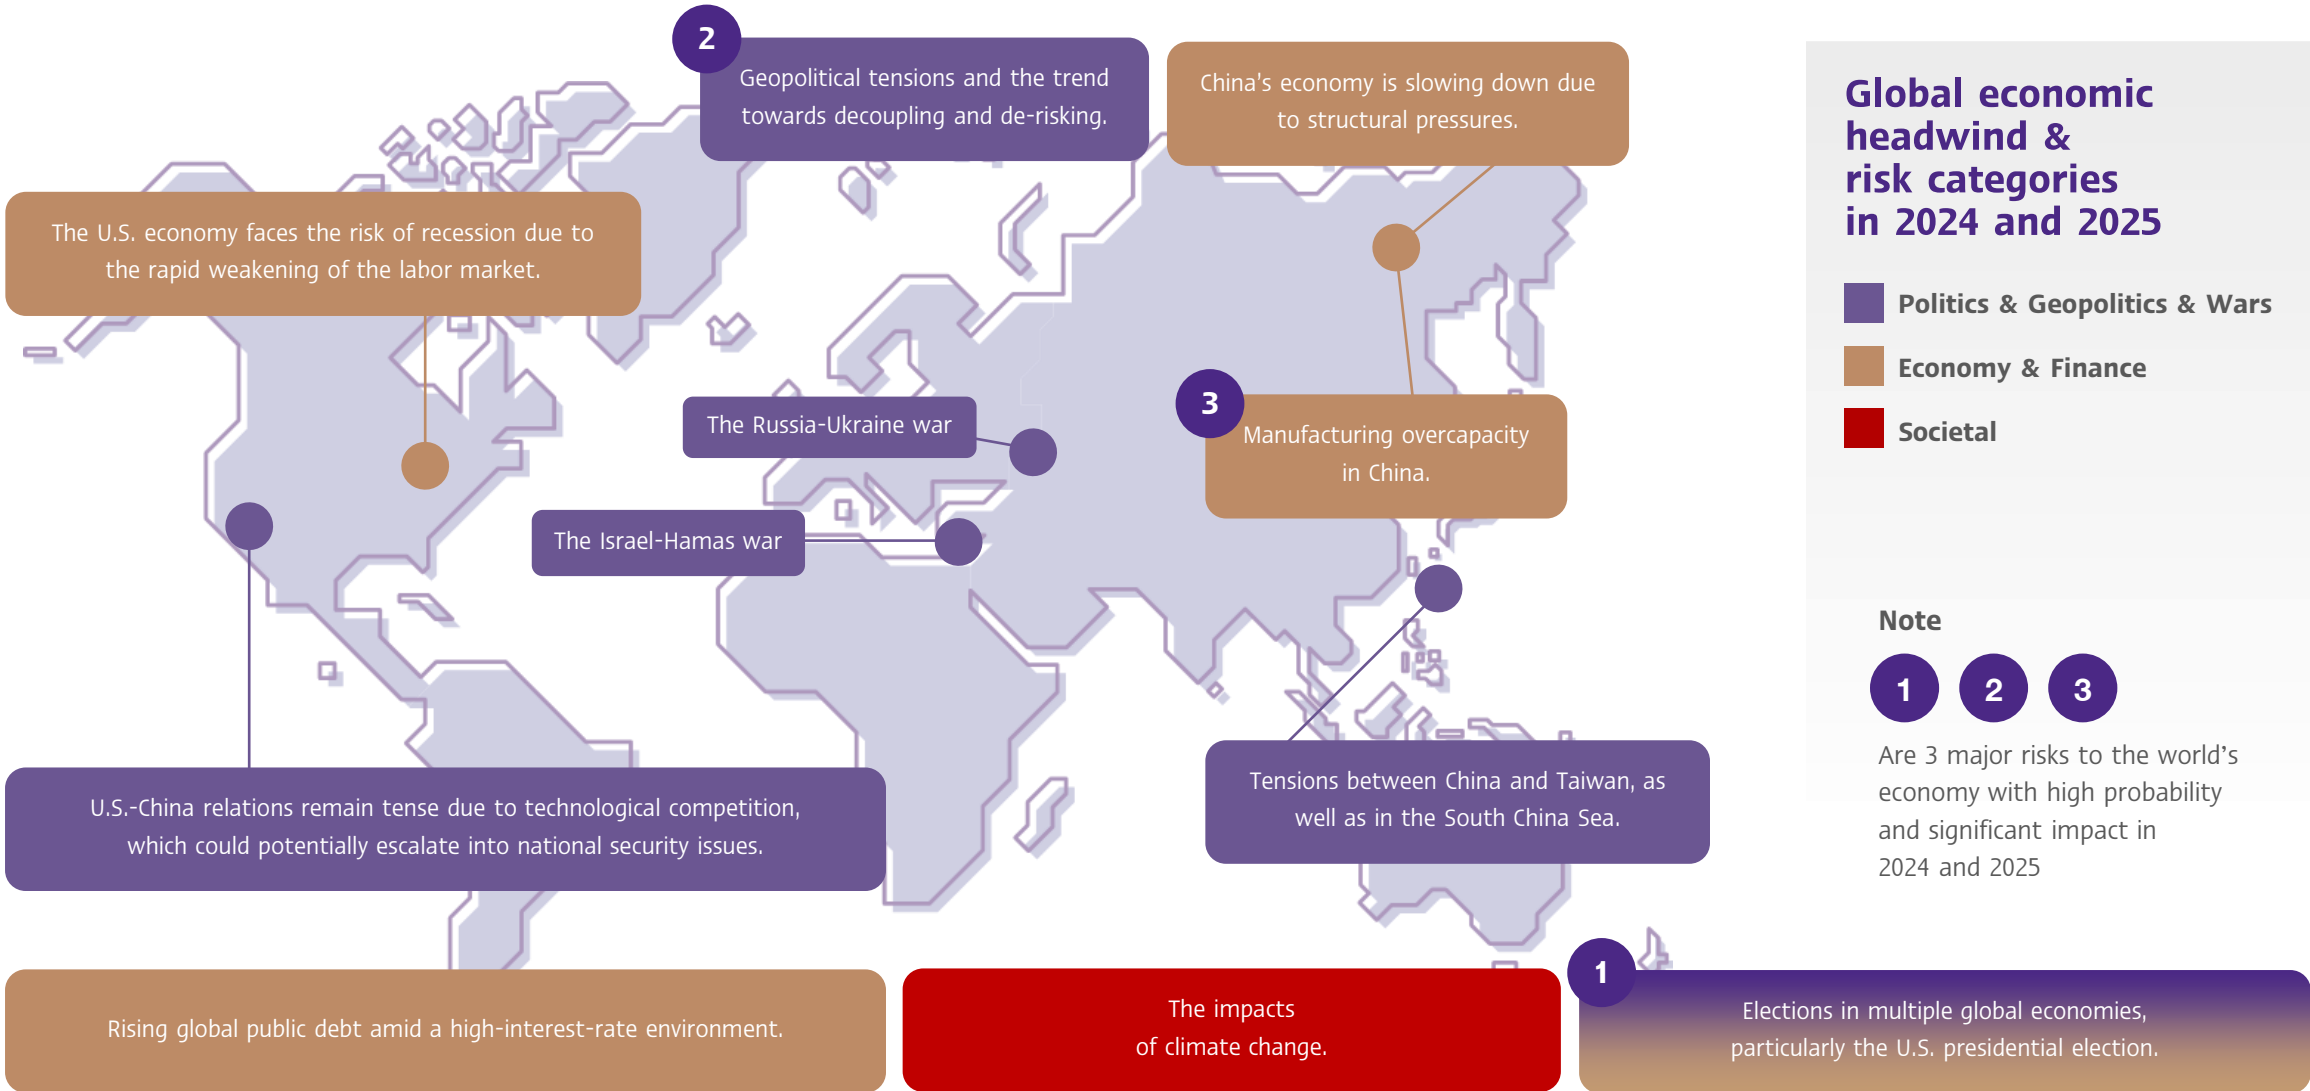 2
Geopolitical tensions and the trend
towards decoupling and de-risking.
China's economy is slowing down due
to structural pressures.
The U.S. economy faces the risk of recession due to
the rapid weakening of the labor market.
The Russia-Ukraine war
3
Manufacturing overcapacity
in China.
The Israel-Hamas war
U.S.-China relations remain tense due to technological competition,
which could potentially escalate into national security issues.
Tensions between China and Taiwan, as
well as in the South China Sea.
Rising global public debt amid a high-interest-rate environment.
The impacts
of climate change.
1
Elections in multiple global economies,
particularly the U.S. presidential election.
Global economic
headwind &
risk categories
in 2024 and 2025
Politics & Geopolitics & Wars
Economy & Finance
Societal
Note
1 2 3
Are 3 major risks to the world’s
economy with high probability
and significant impact in
2024 and 2025